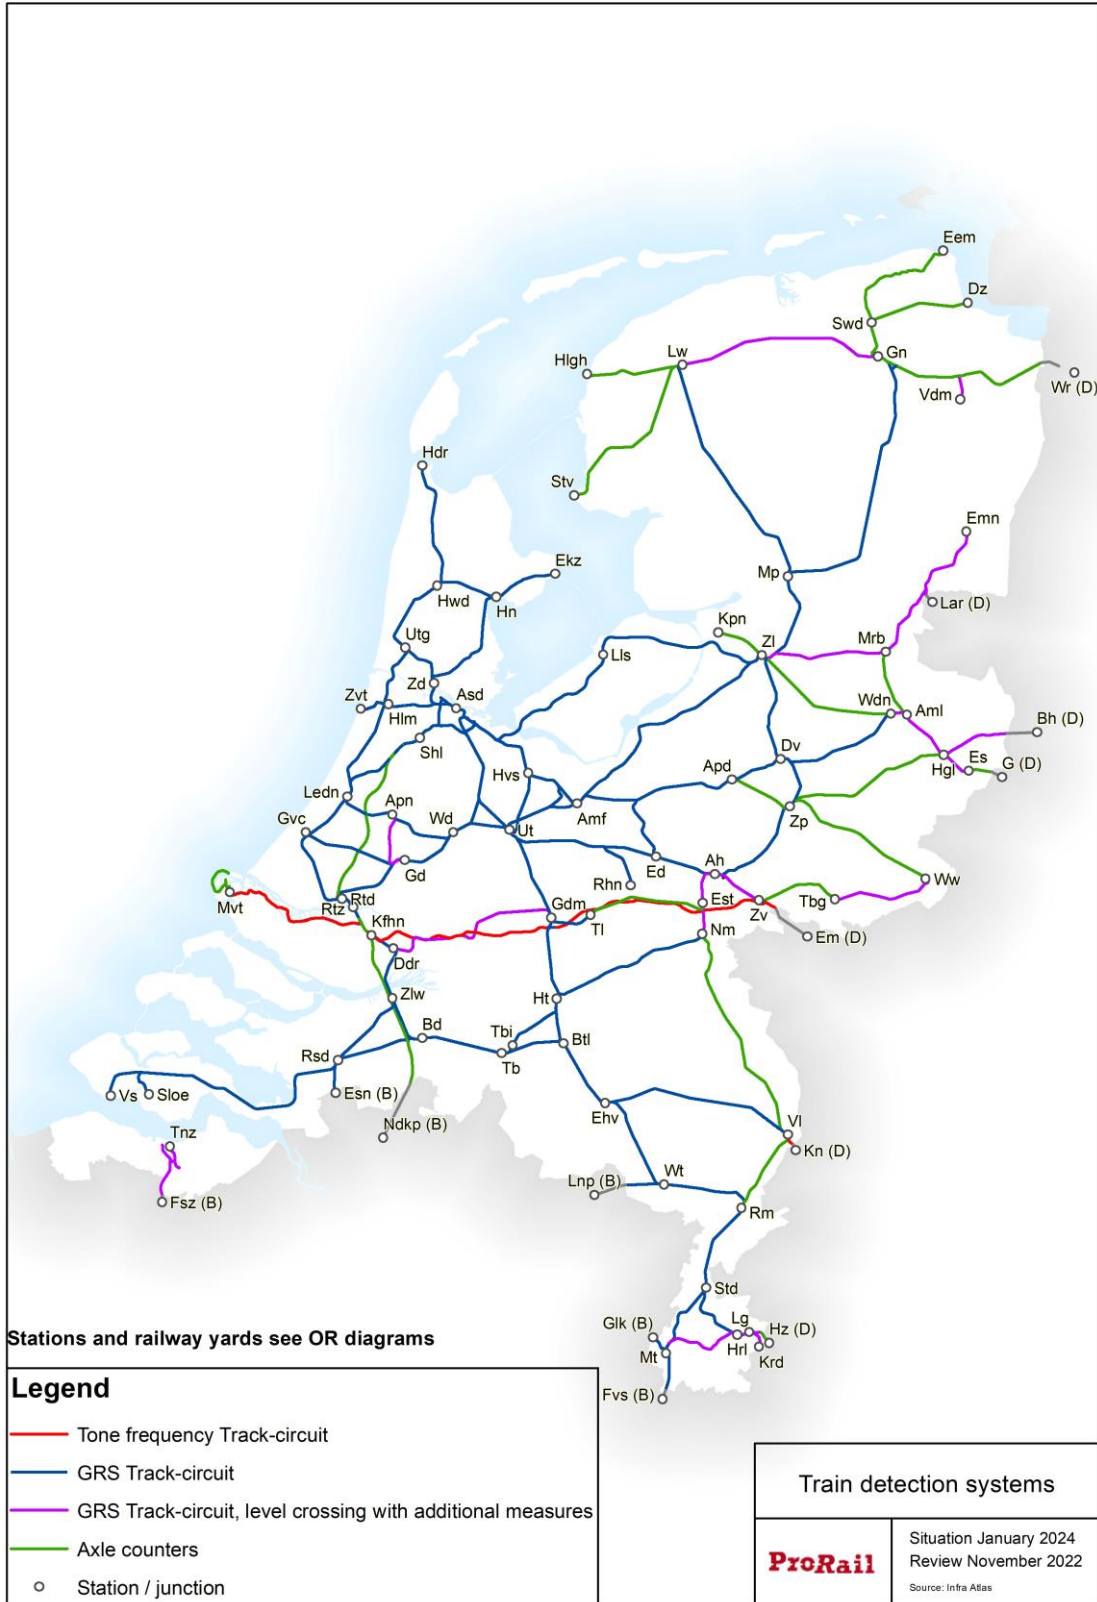 Eem
Dz
Swd
Gn
Lw
Hlgh
Wr (D)
Vdm
Hdr
Stv
Emn
Ekz
Mp
Hwd
Hn
Lar (D)
Kpn
Utg
Zl
Mrb
Lls
Zd
Asd
Zvt
Hlm
Wdn
Aml
Bh (D)
Shl
Dv
Hgl
Es
G (D)
Hvs
Apd
Ledn
Apn
Amf
Zp
Gvc
Wd
Ut
Gd
Ed
Ah
Rhn
Ww
Mvt
Rtz
Rtd
Est
Tbg
Kfhn
Gdm
Tl
Zv
Nm
Em (D)
Ddr
Zlw
Ht
Bd
Tbi
Btl
Rsd
Tb
Vs
Sloe
Esn (B)
Ehv
Ndkp (B)
Vl
Tnz
Kn (D)
Lnp (B)
Wt
Fsz (B)
Rm
Std
Glk (B)
Lg
Hz (D)
Mt
Hrl
Krd
Fvs (B)
Stations and railway yards see OR diagrams
Legend
Tone frequency Track-circuit
GRS Track-circuit
GRS Track-circuit, level crossing with additional measures
Axle counters
Station / junction
Train detection systems
ProRail
Situation January 2024
Review November 2022
Source: Infra Atlas